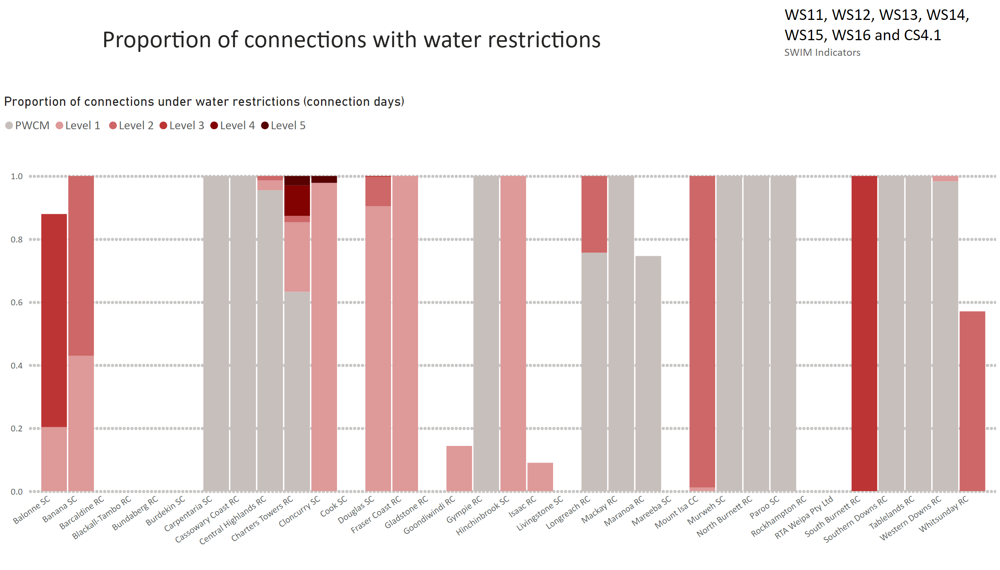 WS11, WS12, WS13, WS14,
WS15, WS16 and CS4.1
SWIM Indicators
Proportion of connections with water restrictions
Proportion of connections under water restrictions (connection days)
PWCM Level 1 Level 2 Level 3 Level 4 Level 5
1.0
0.8
0.6
0.4
0.2
0.0
Balonne SC
Banana SC
Barcaldine RC
Blackall-Tambo RC
Bundaberg RC
Burdekin SC
Carpentaria SC
Cassowary Coast RC
Central Highlands RC
Charters Towers RC
Cloncurry SC
Cook SC
Douglas SC
Fraser Coast RC
Gladstone RC
Goondiwindi RC
Gympie RC
Hinchinbrook SC
Isaac RC
Livingstone SC
Longreach RC
Mackay RC
Maranoa RC
Mareeba SC
Mount Isa CC
Murweh SC
North Burnett RC
Paroo SC
Rockhampton RC
RTA Weipa Pty Ltd
South Burnett RC
Southern Downs RC
Tablelands RC
Western Downs RC
Whitsunday RC